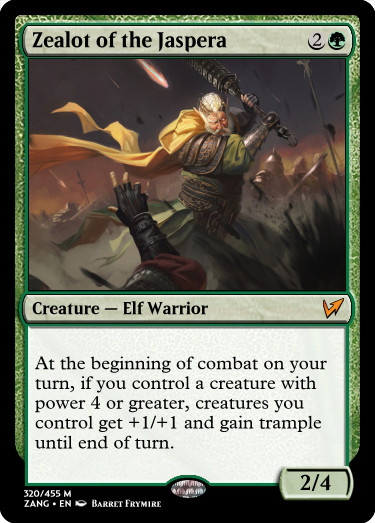 Zealot of the Jaspera 2
Creature — Elf Warrior
At the beginning of combat on your
turn, if you control a creature with
power 4 or greater, creatures you
control get +1/+1 and gain trample
until end of turn.
2/4
320/455 M
ZANG • EN Barret Frymire